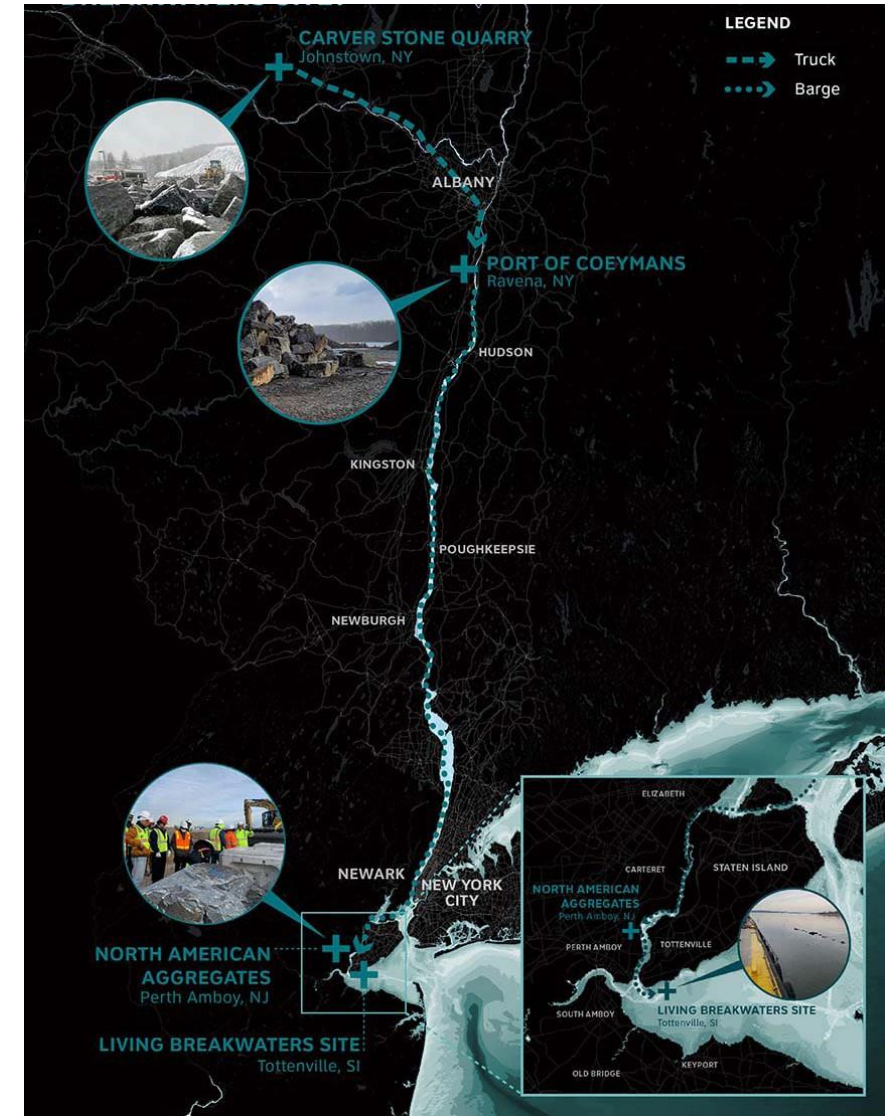 LEGEND
Truck
Barge
CARVER STONE QUARRY
Johnstown, NY
ALBANY
PORT OF COEYMANS
Ravena, NY
HUDSON
KINGSTON
POUGHKEEPSIE
NEWBURGH
NEWARK
NEW YORK
CITY
NORTH AMERICAN
AGGREGATES
Perth Amboy, NJ
LIVING BREAKWATERS SITE
Tottenville, SI
ELIZABETH
CARTERET
STATEN ISLAND
NORTH AMERICAN
AGGREGATES
Perth Amboy, NJ
PERTH AMBOY
TOTTENVILLE
SOUTH AMBOY
LIVING BREAKWATERS SITE
Tottenville, SI
OLD BRIDGE
KEYPORT